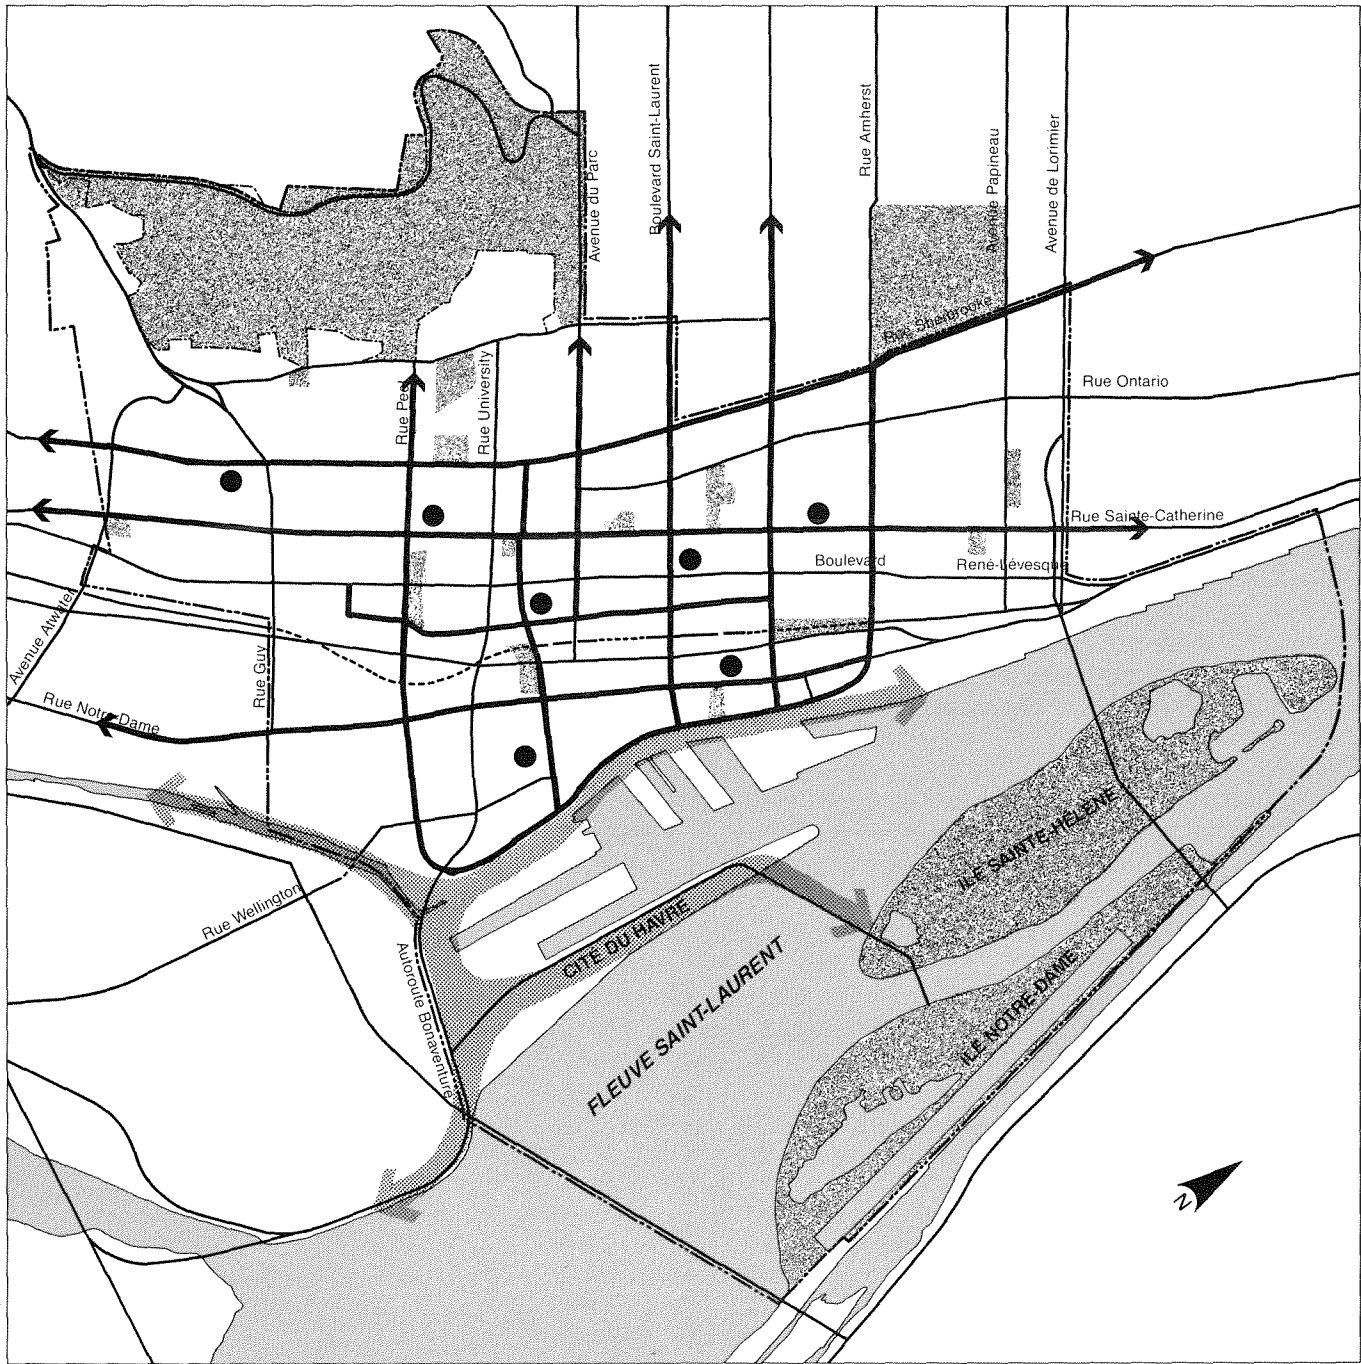 Boulevard Saint-Laurent
Avenue du Parc
Rue Amherst
Avenue Papineau
Avenue de Lorimier
Rue Sherbrooke
Rue Ontario
Rue Peel
Rue University
Rue Sainte-Catherine
Boulevard René-Lévesque
Avenue Atwater
Rue Guy
Rue Notre-Dame
Rue Wellington
Autoroute Bonaventure
CITÉ DU HAVRE
FLEUVE SAINT-LAURENT
ILE SAINTE-HÉLÈNE
ILE NOTRE-DAME
N